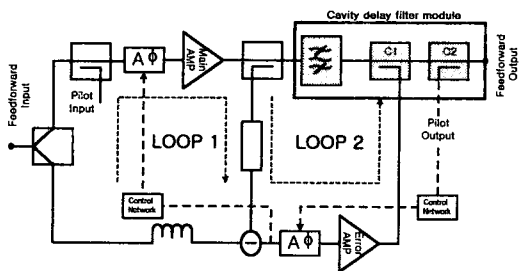 Cavity delay filter module
Feedforward Input
Pilot
Input
A Φ
Main
AMP
C1
C2
Feedforward
Output
LOOP 1
LOOP 2
Pilot
Output
Control
Network
Control
Network
A Φ
Error
AMP